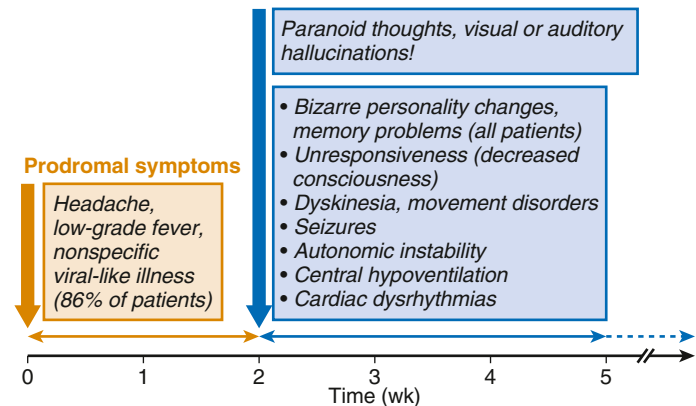 Paranoid thoughts, visual or auditory
hallucinations!
• Bizarre personality changes,
memory problems (all patients)
• Unresponsiveness (decreased
consciousness)
• Dyskinesia, movement disorders
• Seizures
• Autonomic instability
• Central hypoventilation
• Cardiac dysrhythmias
Prodromal symptoms
Headache,
low-grade fever,
nonspecific
viral-like illness
(86% of patients)
0 1 2 3 4 5
Time (wk)